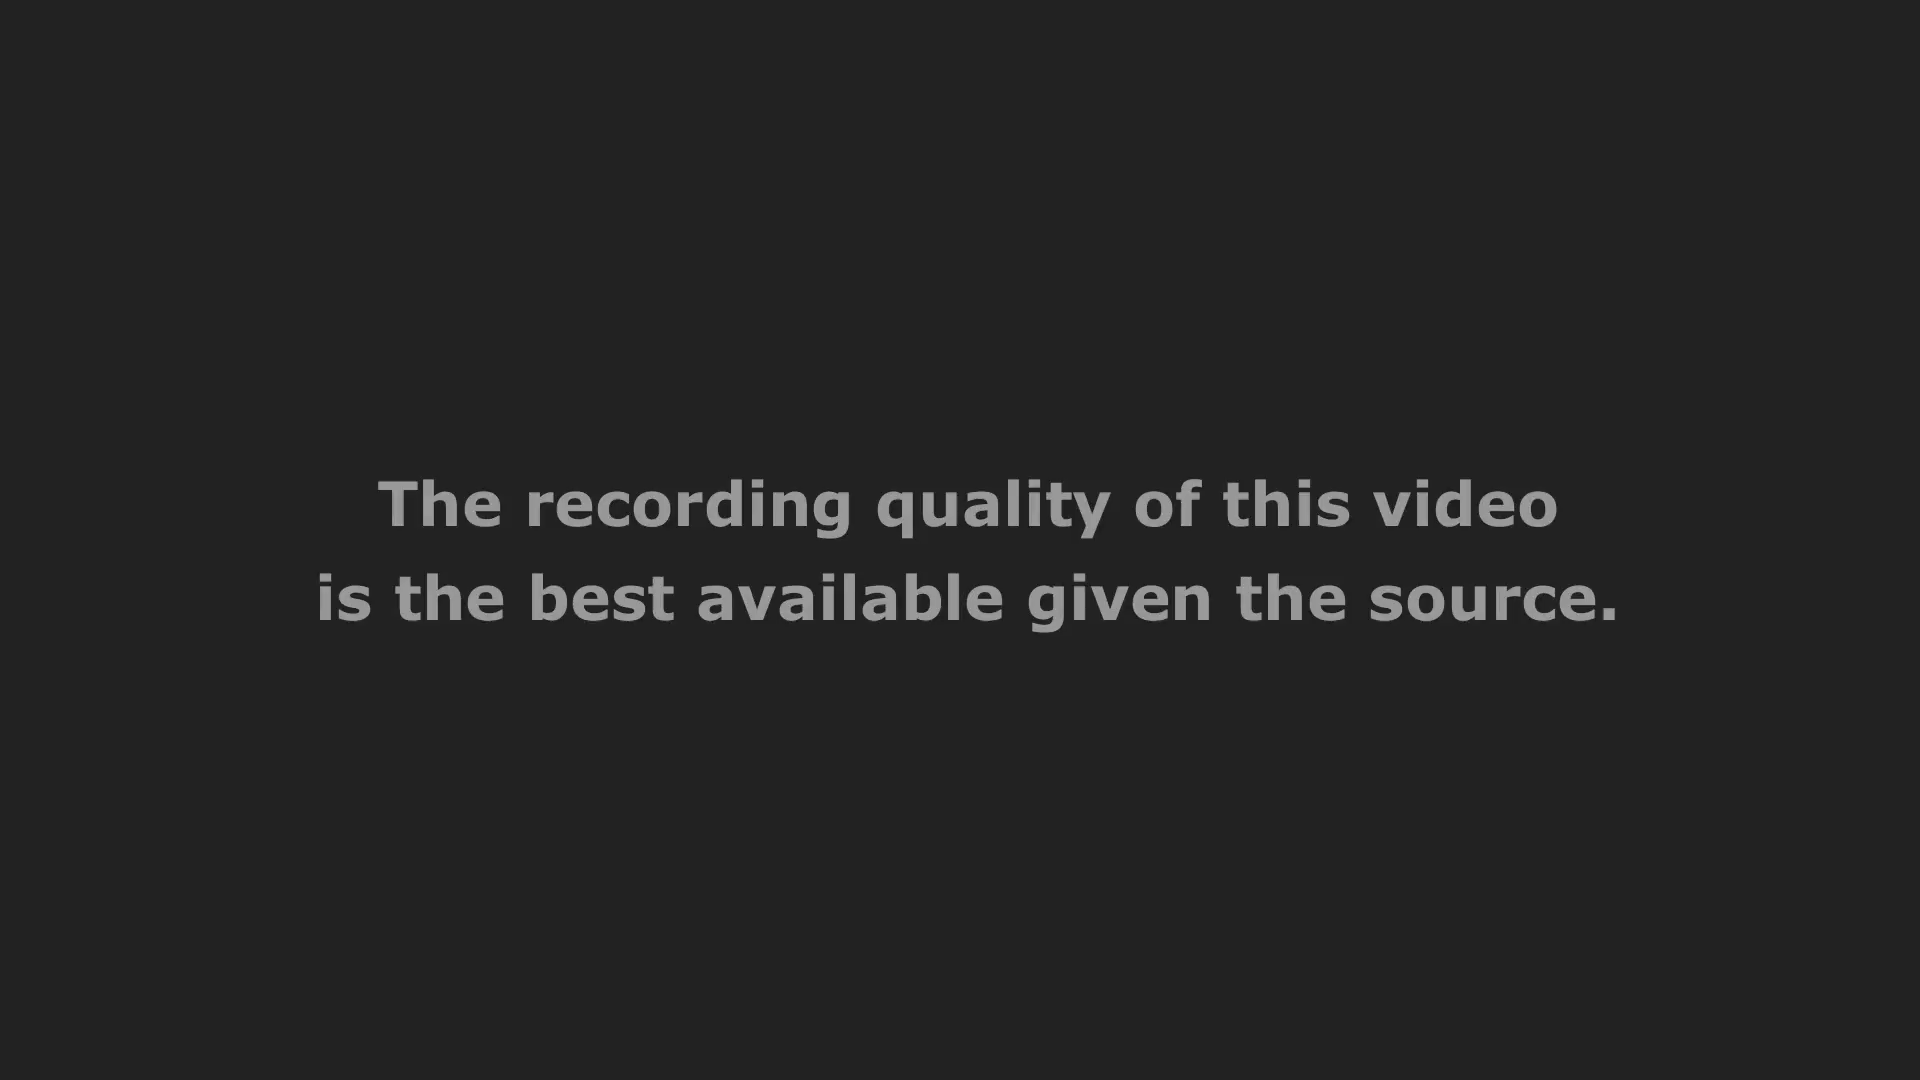 The recording quality of this video
is the best available given the source.